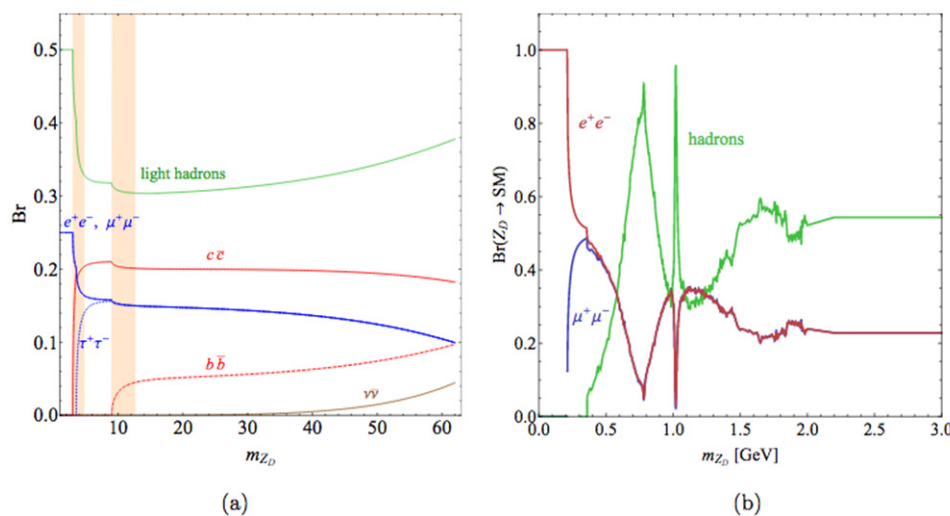 0.5
0.4
0.3
0.2
0.1
0.0
Br
light hadrons
e⁺e⁻, μ⁺μ⁻
c c̄
τ⁺τ⁻
b b̄
νν̄
10 20 30 40 50 60
m_{Z_D}
(a)
1.0
0.8
0.6
0.4
0.2
0.0
Br(Z_D → SM)
e⁺e⁻
hadrons
μ⁺μ⁻
0.0 0.5 1.0 1.5 2.0 2.5 3.0
m_{Z_D} [GeV]
(b)